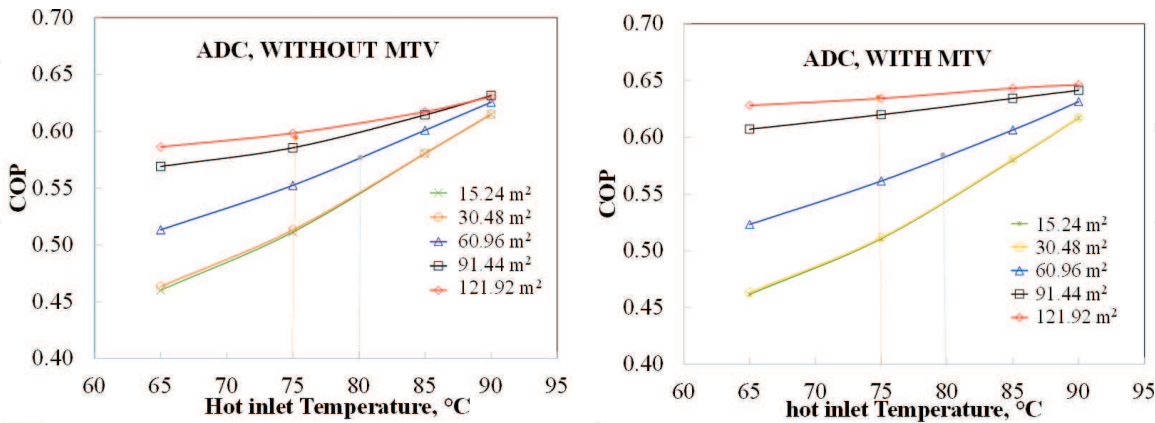 ADC, WITHOUT MTV
COP
0.70
0.65
0.60
0.55
0.50
0.45
0.40
15.24 m²
30.48 m²
60.96 m²
91.44 m²
121.92 m²
60 65 70 75 80 85 90 95
Hot inlet Temperature, °C
ADC, WITH MTV
COP
0.70
0.65
0.60
0.55
0.50
0.45
0.40
15.24 m²
30.48 m²
60.96 m²
91.44 m²
121.92 m²
60 65 70 75 80 85 90 95
hot inlet Temperature, °C